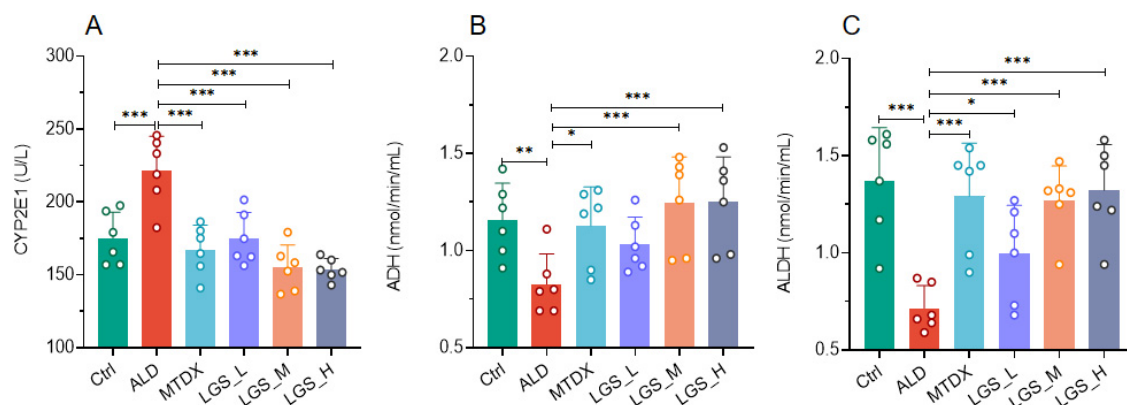 A
CYP2E1 (U/L)
300
250
200
150
100
***
***
***
***
***
Ctrl
ALD
MTDX
LGS_L
LGS_M
LGS_H
B
ADH (nmol/min/mL)
2.0
1.5
1.0
0.5
***
***
*
**
Ctrl
ALD
MTDX
LGS_L
LGS_M
LGS_H
C
ALDH (nmol/min/mL)
2.0
1.5
1.0
0.5
***
***
*
***
***
Ctrl
ALD
MTDX
LGS_L
LGS_M
LGS_H